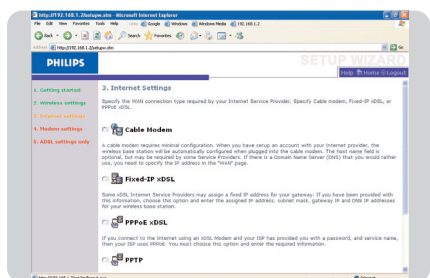 http://192.168.1.2/setupw.stm - Microsoft Internet Explorer
File Edit View Favorites Tools Help Google Windows Windows Media 192.168.1.2
Back Search Favorites
http://192.168.1.2/setupw.stm Go
PHILIPS
SETUP WIZARD
Help Home Logout
1. Getting started
2. Wireless settings
3. Internet settings
4. Modem settings
5. ADSL settings only
3. Internet Settings
Specify the WAN connection type required by your Internet Service Provider. Specify Cable modem, Fixed-IP xDSL, or
PPPoE xDSL.
Cable Modem
A cable modem requires minimal configuration. When you set up an account with your Internet provider, the
wireless base station will be automatically configured when plugged into the cable modem. The host name field is
optional, but may be required by some Service Providers. If there is a Domain Name Server (DNS) that you would rather
use, you need to specify the IP address in the "WAN" page.
Fixed-IP xDSL
Some xDSL Internet Service Providers may assign a fixed IP address for your gateway. If you have been provided with
this information, choose this option and enter the assigned IP address, subnet mask, gateway IP and DNS IP addresses
for your wireless base station.
PPPoE xDSL
If you connect to the Internet using an xDSL Modem and your ISP has provided you with a password, and service name,
then your ISP uses PPPoE. You must choose this option and enter the required information.
PPTP
Internet